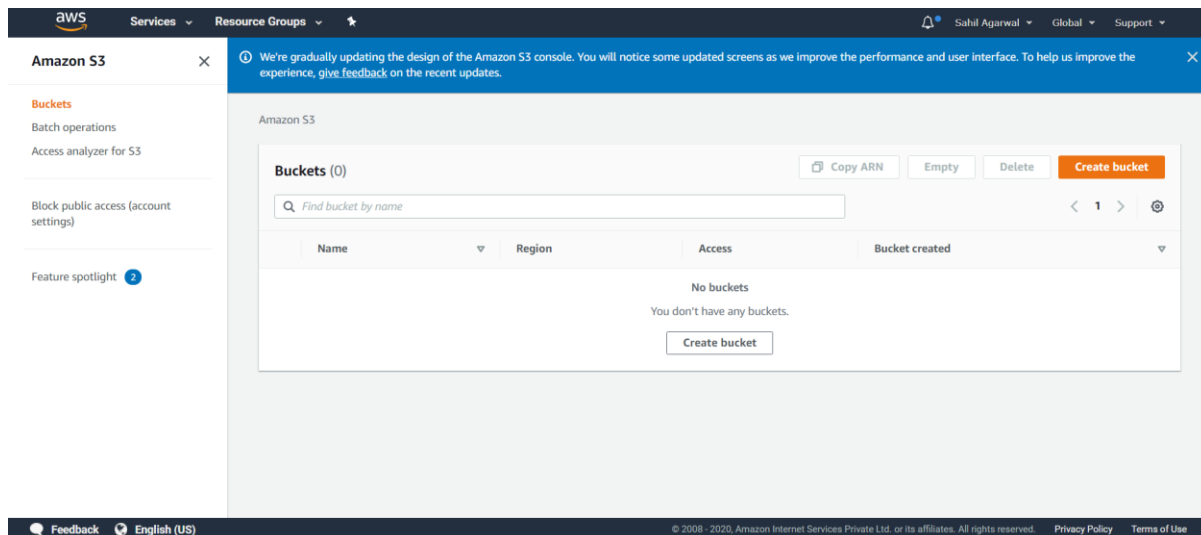 aws Services Resource Groups Sahil Agarwal Global Support
Amazon S3
We're gradually updating the design of the Amazon S3 console. You will notice some updated screens as we improve the performance and user interface. To help us improve the
experience, give feedback on the recent updates.
Buckets
Batch operations
Access analyzer for S3
Block public access (account
settings)
Feature spotlight 2
Amazon S3
Buckets (0) Copy ARN Empty Delete Create bucket
Find bucket by name 1
Name Region Access Bucket created
No buckets
You don't have any buckets.
Create bucket
Feedback English (US) © 2008 - 2020, Amazon Internet Services Private Ltd. or its affiliates. All rights reserved. Privacy Policy Terms of Use